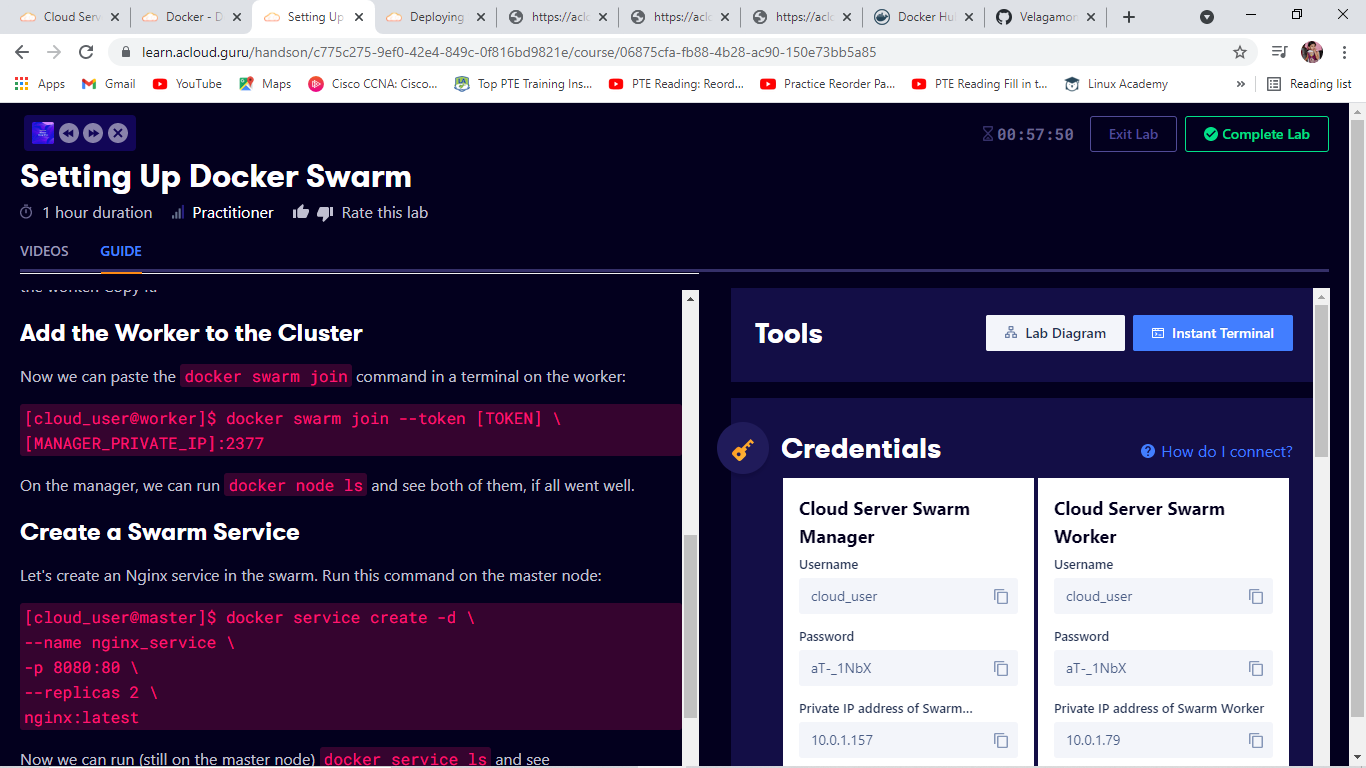 Cloud Serv
Docker - D
Setting Up
Deploying
https://aclo
https://aclo
https://aclo
Docker Hu
Velagamor
learn.acloud.guru/handson/c775c275-9ef0-42e4-849c-0f816bd9821e/course/06875cfa-fb88-4b28-ac90-150e73bb5a85
Apps
Gmail
YouTube
Maps
Cisco CCNA: Cisco...
Top PTE Training Ins...
PTE Reading: Reord...
Practice Reorder Pa...
PTE Reading Fill in t...
Linux Academy
»
Reading list
00:57:50
Exit Lab
Complete Lab
Setting Up Docker Swarm
1 hour duration
Practitioner
Rate this lab
VIDEOS
GUIDE
Add the Worker to the Cluster
Now we can paste the docker swarm join command in a terminal on the worker:
[cloud_user@worker]$ docker swarm join --token [TOKEN] \
[MANAGER_PRIVATE_IP]:2377
On the manager, we can run docker node ls and see both of them, if all went well.
Create a Swarm Service
Let's create an Nginx service in the swarm. Run this command on the master node:
[cloud_user@master]$ docker service create -d \
--name nginx_service \
-p 8080:80 \
--replicas 2 \
nginx:latest
Now we can run (still on the master node) docker service ls and see
Tools
Lab Diagram
Instant Terminal
Credentials
? How do I connect?
Cloud Server Swarm
Manager
Username
cloud_user
Password
aT-_1NbX
Private IP address of Swarm...
10.0.1.157
Cloud Server Swarm
Worker
Username
cloud_user
Password
aT-_1NbX
Private IP address of Swarm Worker
10.0.1.79